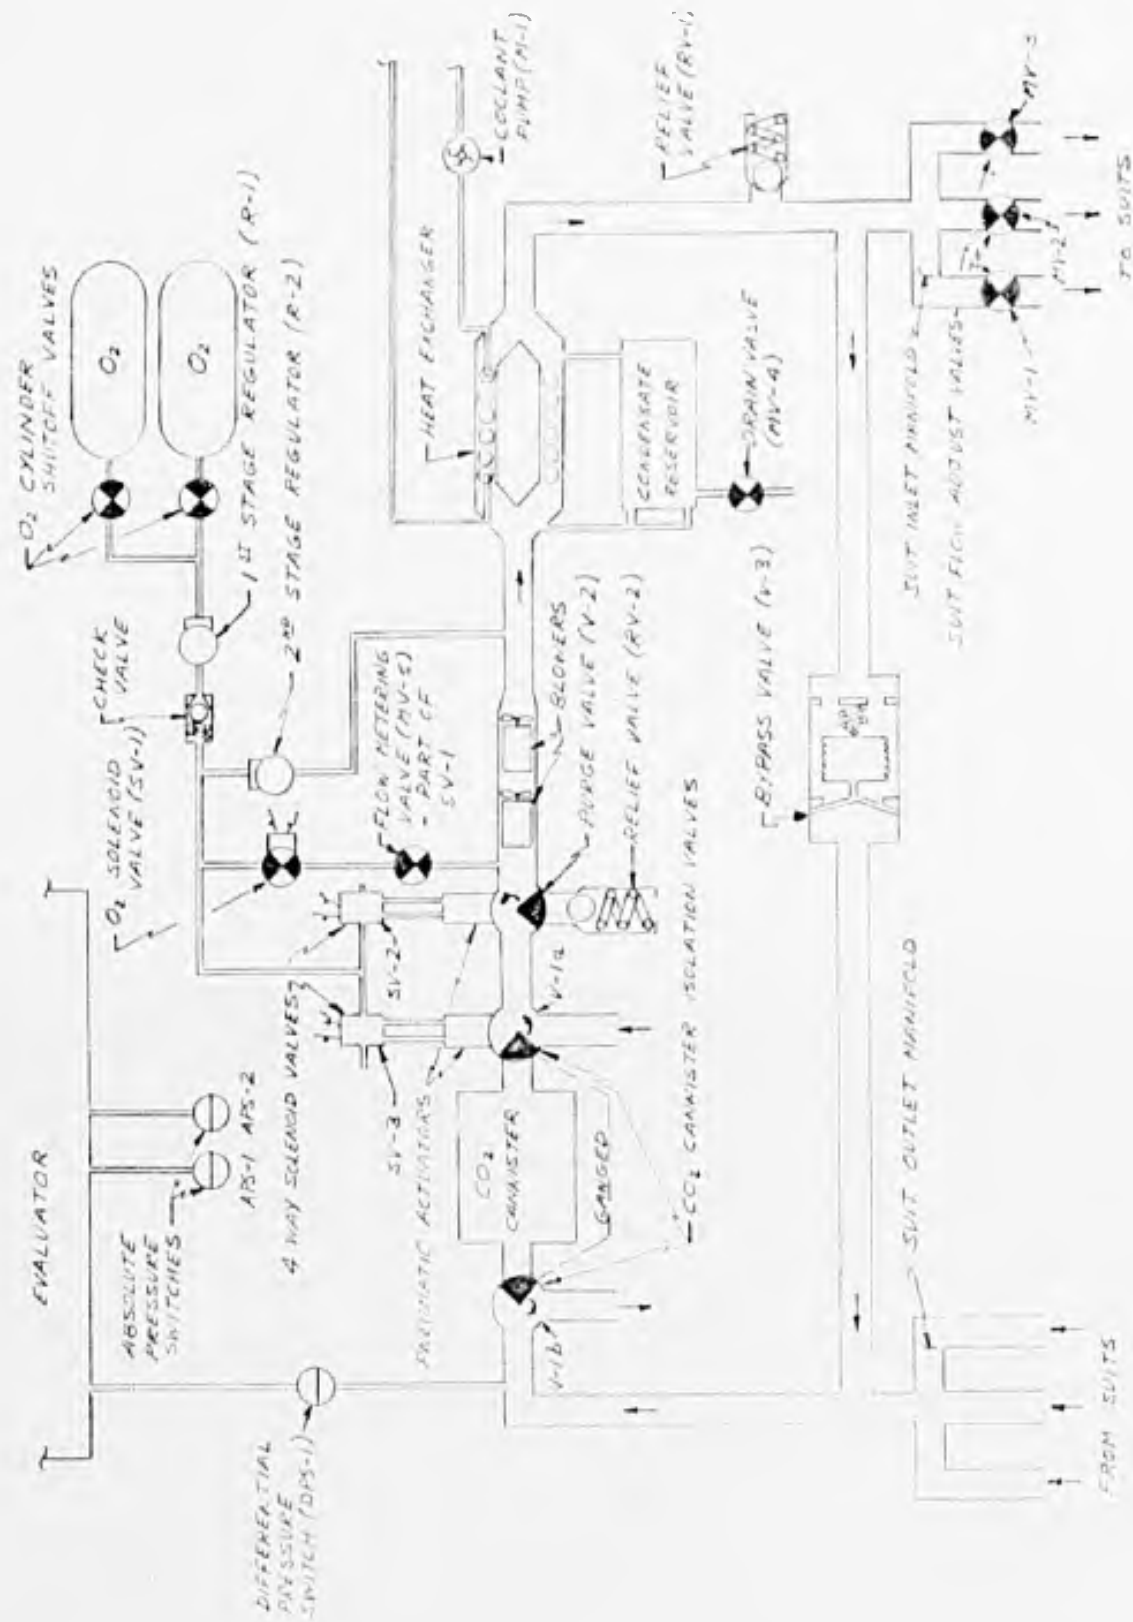 EVALUATOR
ABSOLUTE
PRESSURE
SWITCHES
APS-1
APS-2
DIFFERENTIAL
PRESSURE
SWITCH (DPS-1)
O2 SOLENOID
VALVE (SV-1)
CHECK
VALVE
O2 CYLINDER
SHUTOFF VALVES
O2
O2
1ST STAGE REGULATOR (R-1)
2ND STAGE REGULATOR (R-2)
4 WAY SOLENOID VALVES
SV-3
SV-2
FLOW METERING
VALVE (MV-5)
- PART OF
SV-1
PNEUMATIC ACTUATORS
HEAT EXCHANGER
COOLANT
PUMP (M-1)
CO2
CANNISTER
GANGED
V-1b
V-1a
BLOWERS
PURGE VALVE (V-2)
RELIEF VALVE (RV-2)
CO2 CANNISTER ISOLATION VALVES
CONDENSATE
RESERVOIR
DRAIN VALVE
(MV-4)
RELIEF
VALVE (RV-1)
BYPASS VALVE (V-3)
SUIT OUTLET MANIFOLD
SUIT INLET MANIFOLD
SUIT FLOW ADJUST VALVES
MV-1
MV-2
MV-3
FROM SUITS
TO SUITS